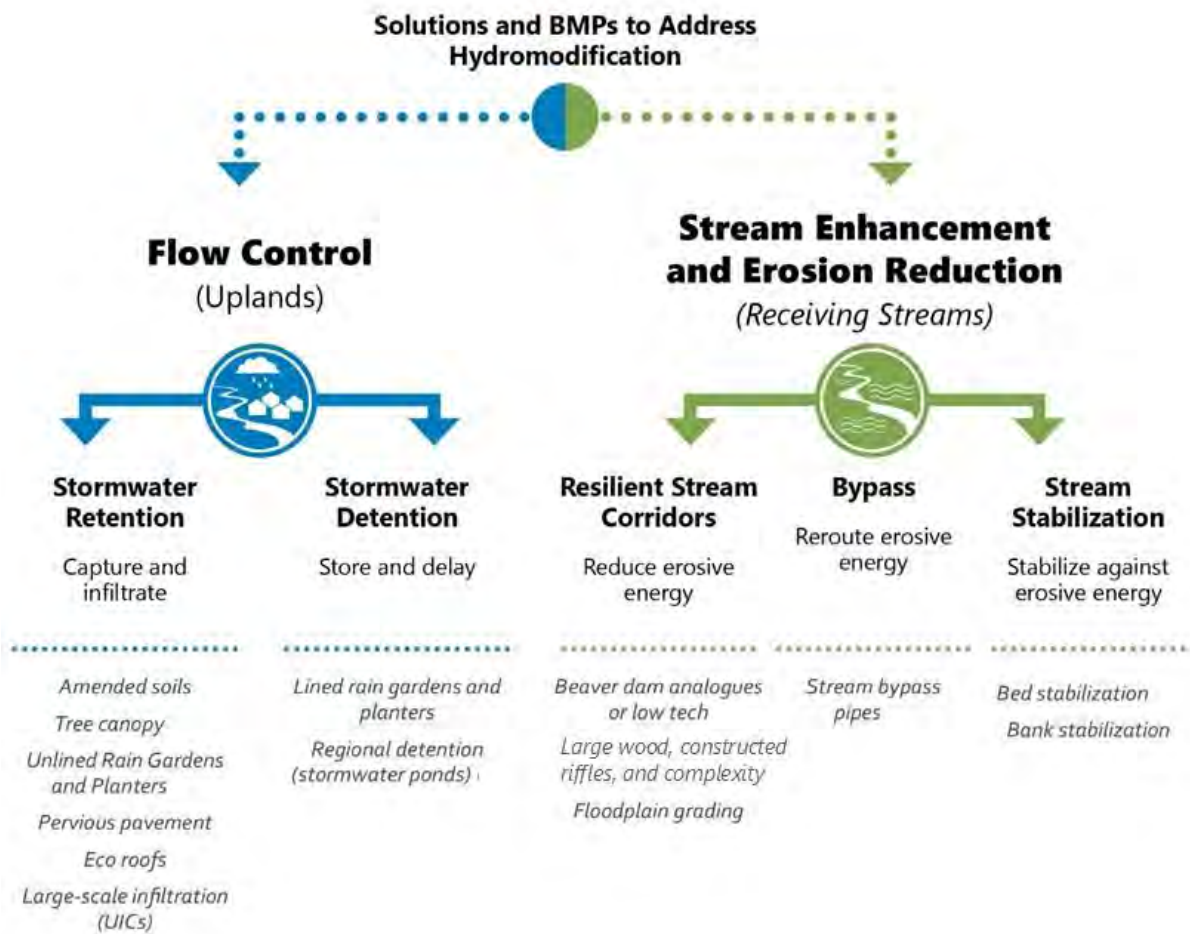 Solutions and BMPs to Address
Hydromodification
Flow Control
(Uplands)
Stream Enhancement
and Erosion Reduction
(Receiving Streams)
Stormwater
Retention
Capture and
infiltrate
Amended soils
Tree canopy
Unlined Rain Gardens
and Planters
Pervious pavement
Eco roofs
Large-scale infiltration
(UICs)
Stormwater
Detention
Store and delay
Lined rain gardens and
planters
Regional detention
(stormwater ponds)
Resilient Stream
Corridors
Reduce erosive
energy
Beaver dam analogues
or low tech
Large wood, constructed
riffles, and complexity
Floodplain grading
Bypass
Reroute erosive
energy
Stream bypass
pipes
Stream
Stabilization
Stabilize against
erosive energy
Bed stabilization
Bank stabilization